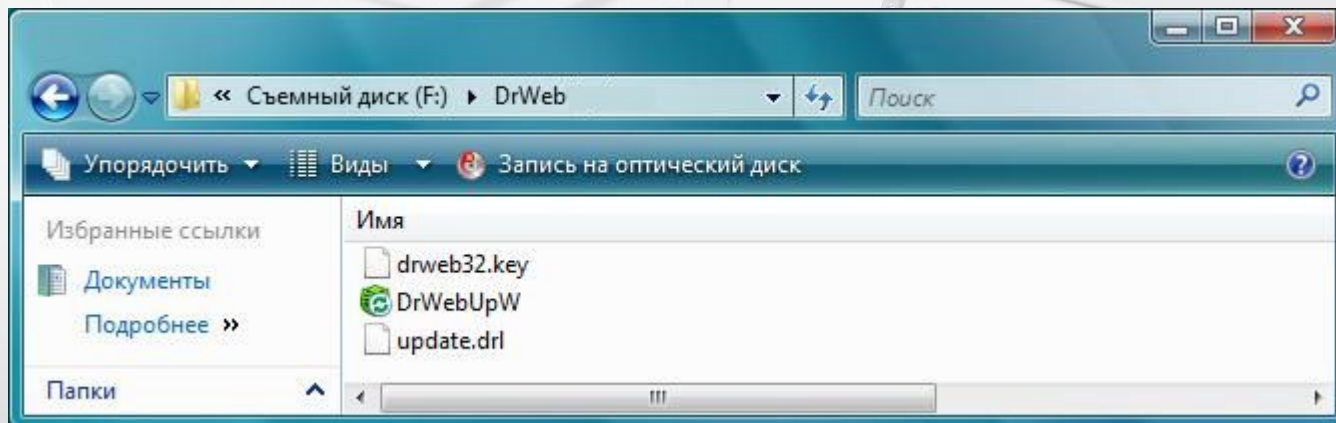 « Съемный диск (F:) ▸ DrWeb Поиск
Упорядочить Виды Запись на оптический диск
Избранные ссылки
Документы
Подробнее »
Папки
Имя
drweb32.key
DrWebUpW
update.drl